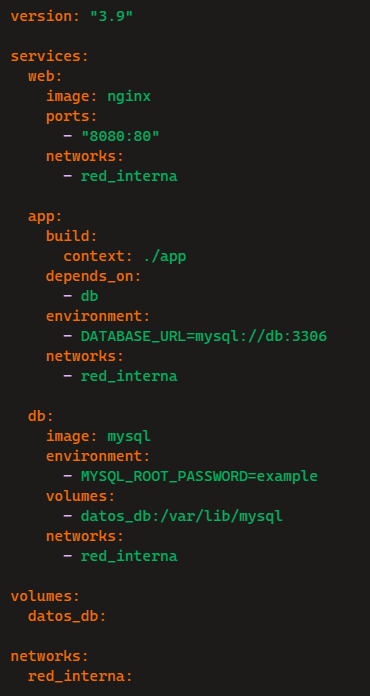 version: "3.9"

services:
  web:
    image: nginx
    ports:
      - "8080:80"
    networks:
      - red_interna

  app:
    build:
      context: ./app
    depends_on:
      - db
    environment:
      - DATABASE_URL=mysql://db:3306
    networks:
      - red_interna

  db:
    image: mysql
    environment:
      - MYSQL_ROOT_PASSWORD=example
    volumes:
      - datos_db:/var/lib/mysql
    networks:
      - red_interna

volumes:
  datos_db:

networks:
  red_interna: